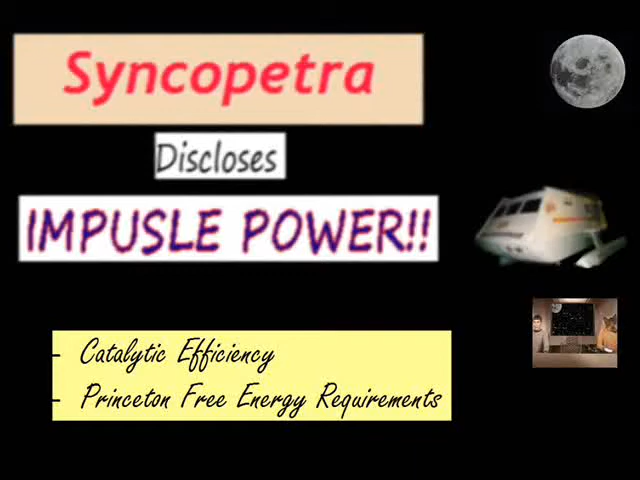 Syncopetra
Discloses
IMPUSLE POWER!!
- Catalytic Efficiency
- Princeton Free Energy Requirements